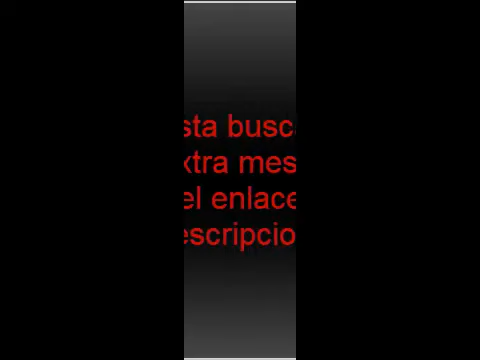 sta busca
xtra mes
el enlace
escripcio